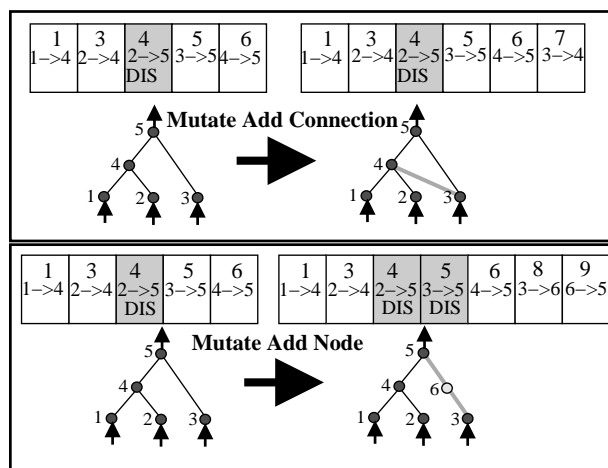 1 3 4 5 6
1->4 2->4 2->5 3->5 4->5
DIS
1 3 4 5 6 7
1->4 2->4 2->5 3->5 4->5 3->4
DIS
5 Mutate Add Connection 5
4 4
1 2 3 1 2 3
1 3 4 5 6
1->4 2->4 2->5 3->5 4->5
DIS
1 3 4 5 6 8 9
1->4 2->4 2->5 3->5 4->5 3->6 6->5
DIS DIS
5 Mutate Add Node 5
4 4 6
1 2 3 1 2 3